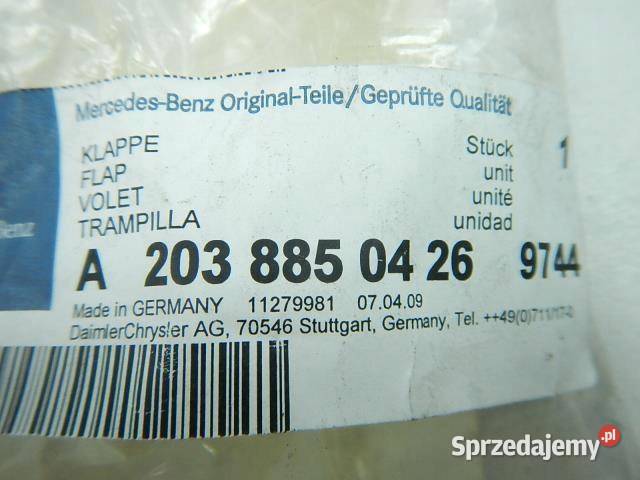 Mercedes-Benz Original-Teile/Geprüfte Qualität
KLAPPE Stück 1
FLAP unit
VOLET unité
TRAMPILLA unidad
Benz
A 203 885 04 26 9744
Made in GERMANY 11279981 07.04.09
DaimlerChrysler AG, 70546 Stuttgart, Germany, Tel. ++49(0)711/17-0
Sprzedajemy.pl